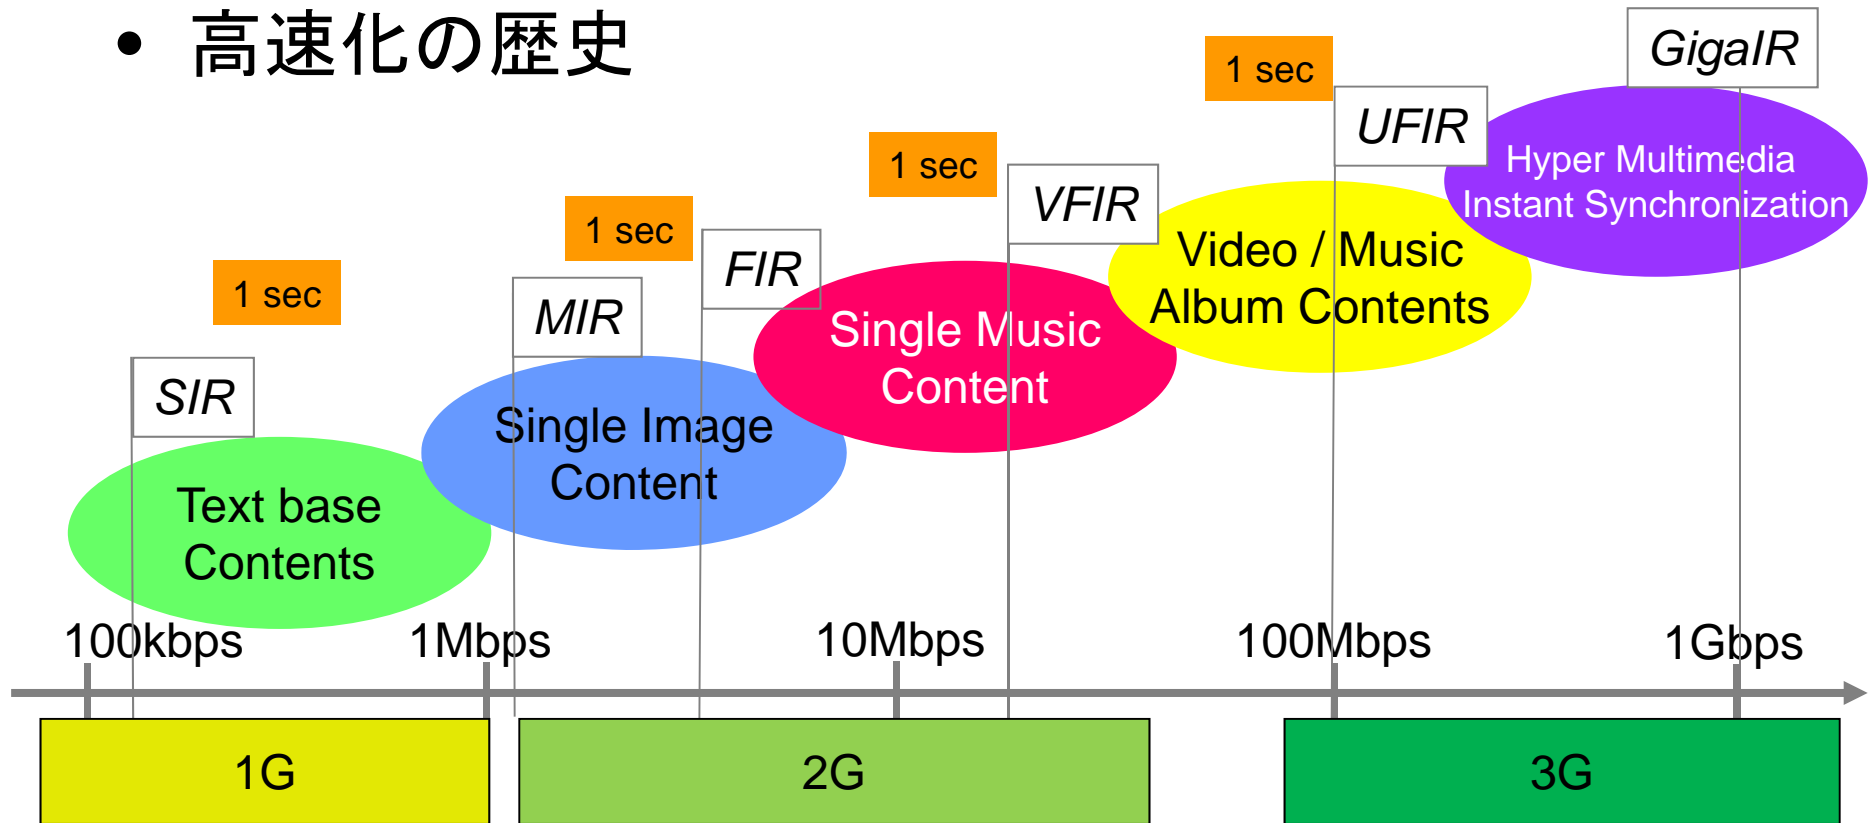 • 高速化の歴史
GigaIR
1 sec
UFIR
Hyper Multimedia
Instant Synchronization
1 sec
VFIR
Video / Music
Album Contents
1 sec
FIR
Single Music
Content
1 sec
MIR
Single Image
Content
SIR
Text base
Contents
100kbps 1Mbps 10Mbps 100Mbps 1Gbps
1G 2G 3G